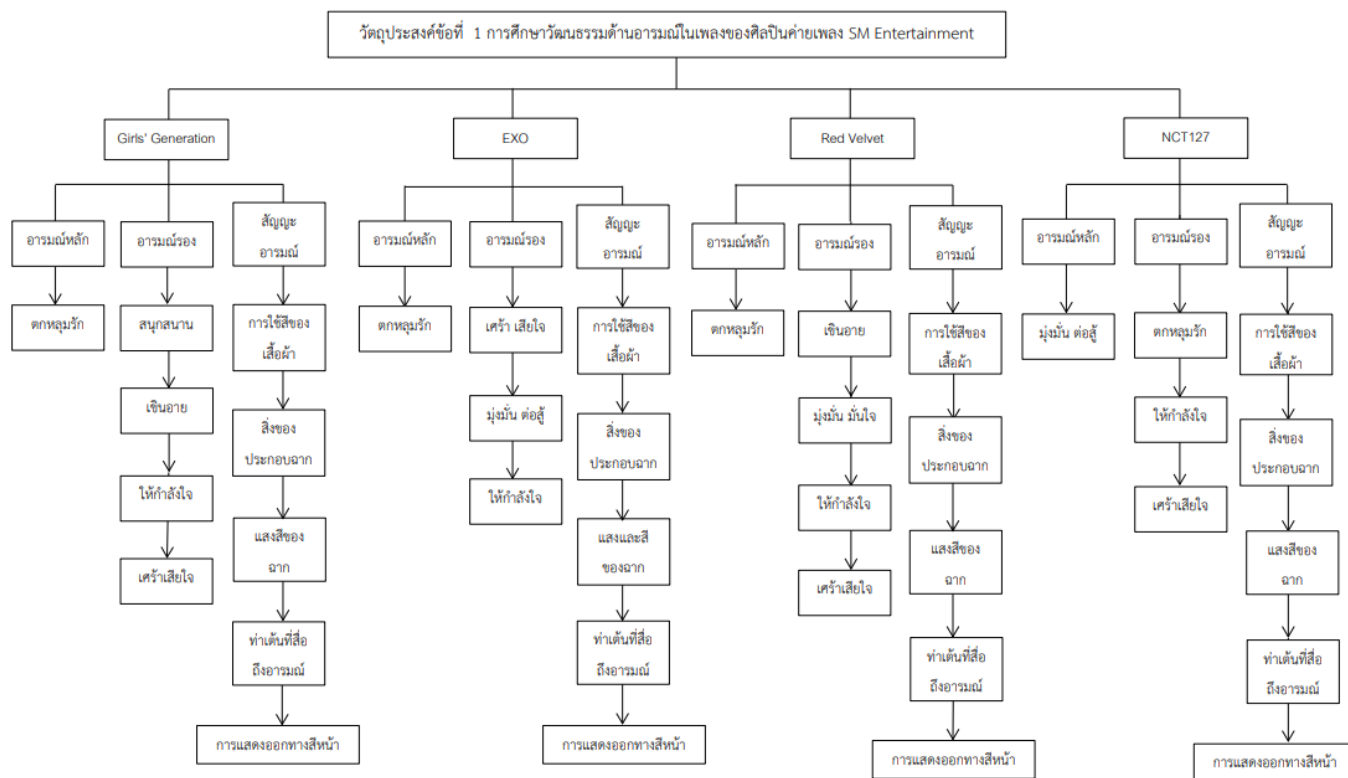 วัตถุประสงค์ข้อที่ 1 การศึกษาวัฒนธรรมด้านอารมณ์ในเพลงของศิลปินค่ายเพลง SM Entertainment
Girls' Generation
EXO
Red Velvet
NCT127
อารมณ์หลัก
อารมณ์รอง
สัญญะ
อารมณ์
ตกหลุมรัก
สนุกสนาน
เขินอาย
ให้กำลังใจ
เศร้าเสียใจ
การใช้สีของ
เสื้อผ้า
สิ่งของ
ประกอบฉาก
แสงสีของ
ฉาก
ท่าเต้นที่สื่อ
ถึงอารมณ์
การแสดงออกทางสีหน้า
อารมณ์หลัก
อารมณ์รอง
สัญญะ
อารมณ์
ตกหลุมรัก
เศร้า เสียใจ
มุ่งมั่น ต่อสู้
ให้กำลังใจ
การใช้สีของ
เสื้อผ้า
สิ่งของ
ประกอบฉาก
แสงและสี
ของฉาก
ท่าเต้นที่สื่อ
ถึงอารมณ์
การแสดงออกทางสีหน้า
อารมณ์หลัก
อารมณ์รอง
สัญญะ
อารมณ์
ตกหลุมรัก
เขินอาย
มุ่งมั่น มั่นใจ
ให้กำลังใจ
เศร้าเสียใจ
การใช้สีของ
เสื้อผ้า
สิ่งของ
ประกอบฉาก
แสงสีของ
ฉาก
ท่าเต้นที่สื่อ
ถึงอารมณ์
การแสดงออกทางสีหน้า
อารมณ์หลัก
อารมณ์รอง
สัญญะ
อารมณ์
มุ่งมั่น ต่อสู้
ตกหลุมรัก
ให้กำลังใจ
เศร้าเสียใจ
การใช้สีของ
เสื้อผ้า
สิ่งของ
ประกอบฉาก
แสงสีของ
ฉาก
ท่าเต้นที่สื่อ
ถึงอารมณ์
การแสดงออกทางสีหน้า